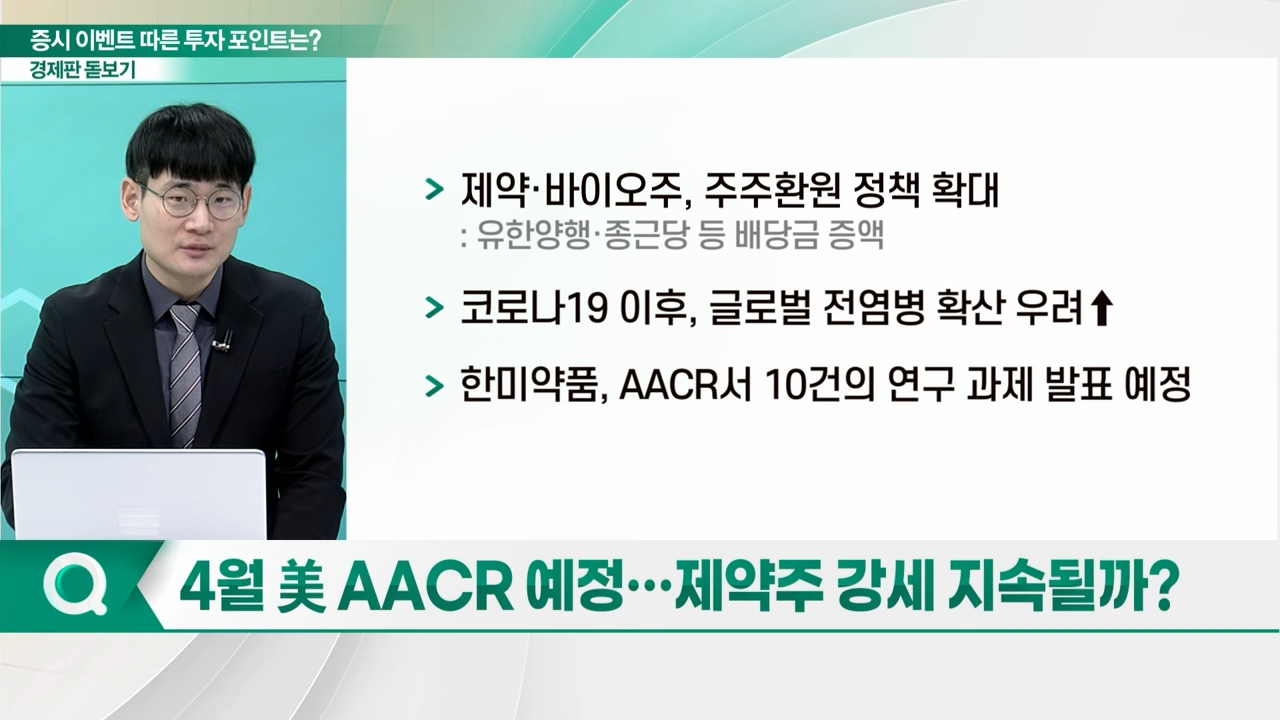 증시 이벤트 따른 투자 포인트는?
경제판 돋보기
> 제약·바이오주, 주주환원 정책 확대
: 유한양행·종근당 등 배당금 증액
> 코로나19 이후, 글로벌 전염병 확산 우려⬆
> 한미약품, AACR서 10건의 연구 과제 발표 예정
4월 美 AACR 예정…제약주 강세 지속될까?